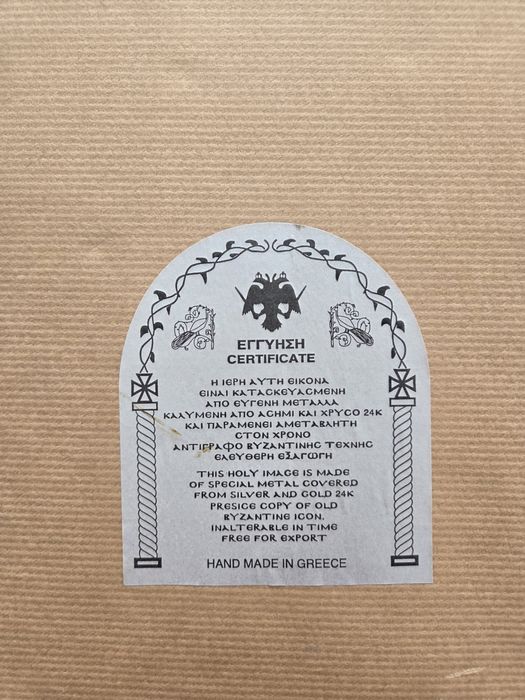 ΕΓΓΥΗΣΗ
CERTIFICATE
Η ΙΕΡΗ ΑΥΤΗ ΕΙΚΟΝΑ
ΕΙΝΑΙ ΚΑΤΑΣΚΕΥΑΣΜΕΝΗ
ΑΠΟ ΕΥΓΕΝΗ ΜΕΤΑΛΛΑ
ΚΑΛΥΜΕΝΗ ΑΠΟ ΑΣΗΜΙ ΚΑΙ ΧΡΥΣΟ 24Κ
ΚΑΙ ΠΑΡΑΜΕΝΕΙ ΑΜΕΤΑΒΛΗΤΗ
ΣΤΟΝ ΧΡΟΝΟ
ΑΝΤΙΓΡΑΦΟ ΒΥΖΑΝΤΙΝΗΣ ΤΕΧΝΗΣ
ΕΛΕΥΘΕΡΗ ΕΞΑΓΩΓΗ
THIS HOLY IMAGE IS MADE
OF SPECIAL METAL COVERED
FROM SILVER AND GOLD 24K
PRESICE COPY OF OLD
BYZANTINE ICON.
INALTERABLE IN TIME
FREE FOR EXPORT
HAND MADE IN GREECE